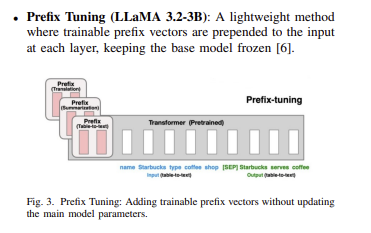 • Prefix Tuning (LLaMA 3.2-3B): A lightweight method
where trainable prefix vectors are prepended to the input
at each layer, keeping the base model frozen [6].
Prefix
(Translation)
Prefix
(Summarization)
Prefix
(Table-to-text)
Prefix-tuning
Transformer (Pretrained)
name Starbucks type coffee shop [SEP] Starbucks serves coffee
Input (table-to-text) Output (table-to-text)
Fig. 3. Prefix Tuning: Adding trainable prefix vectors without updating
the main model parameters.